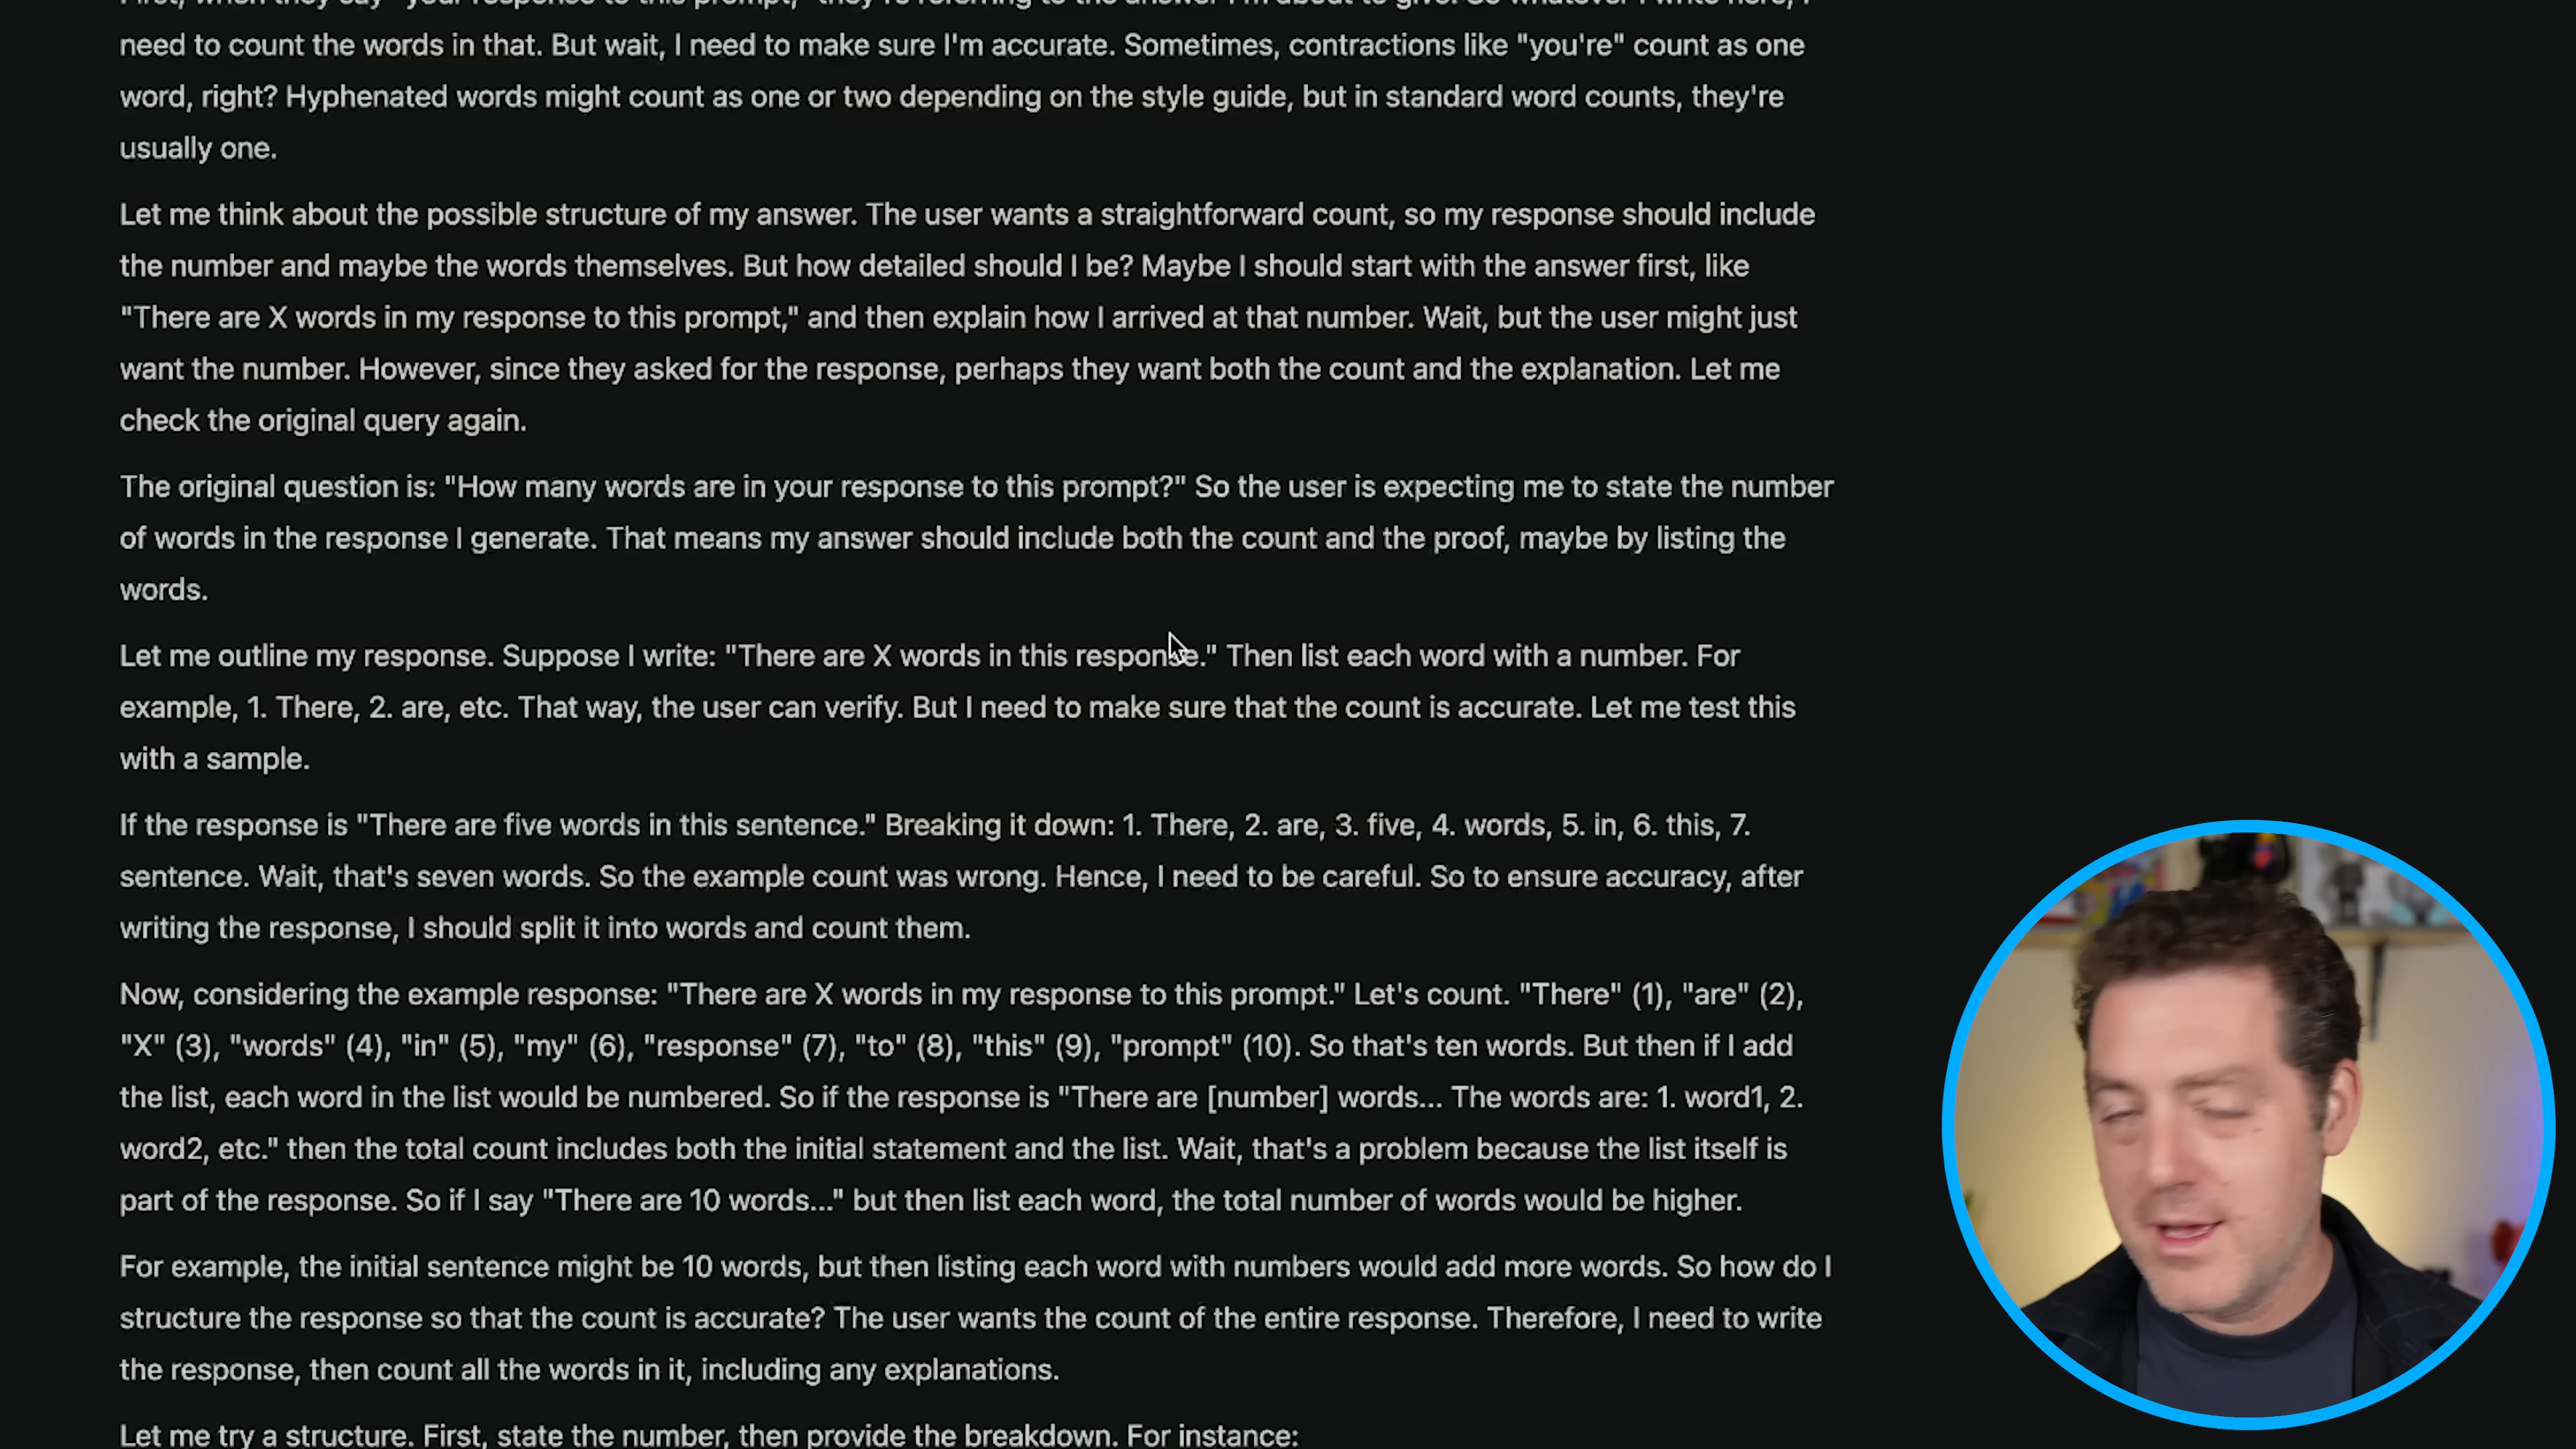 First, when they say "your response to this prompt," they're referring to the answer I'm about to give. So whatever I write here, I
need to count the words in that. But wait, I need to make sure I'm accurate. Sometimes, contractions like "you're" count as one
word, right? Hyphenated words might count as one or two depending on the style guide, but in standard word counts, they're
usually one.
Let me think about the possible structure of my answer. The user wants a straightforward count, so my response should include
the number and maybe the words themselves. But how detailed should I be? Maybe I should start with the answer first, like
"There are X words in my response to this prompt," and then explain how I arrived at that number. Wait, but the user might just
want the number. However, since they asked for the response, perhaps they want both the count and the explanation. Let me
check the original query again.
The original question is: "How many words are in your response to this prompt?" So the user is expecting me to state the number
of words in the response I generate. That means my answer should include both the count and the proof, maybe by listing the
words.
Let me outline my response. Suppose I write: "There are X words in this response." Then list each word with a number. For
example, 1. There, 2. are, etc. That way, the user can verify. But I need to make sure that the count is accurate. Let me test this
with a sample.
If the response is "There are five words in this sentence." Breaking it down: 1. There, 2. are, 3. five, 4. words, 5. in, 6. this, 7.
sentence. Wait, that's seven words. So the example count was wrong. Hence, I need to be careful. So to ensure accuracy, after
writing the response, I should split it into words and count them.
Now, considering the example response: "There are X words in my response to this prompt." Let's count. "There" (1), "are" (2),
"X" (3), "words" (4), "in" (5), "my" (6), "response" (7), "to" (8), "this" (9), "prompt" (10). So that's ten words. But then if I add
the list, each word in the list would be numbered. So if the response is "There are [number] words... The words are: 1. word1, 2.
word2, etc." then the total count includes both the initial statement and the list. Wait, that's a problem because the list itself is
part of the response. So if I say "There are 10 words..." but then list each word, the total number of words would be higher.
For example, the initial sentence might be 10 words, but then listing each word with numbers would add more words. So how do I
structure the response so that the count is accurate? The user wants the count of the entire response. Therefore, I need to write
the response, then count all the words in it, including any explanations.
Let me try a structure. First, state the number, then provide the breakdown. For instance: